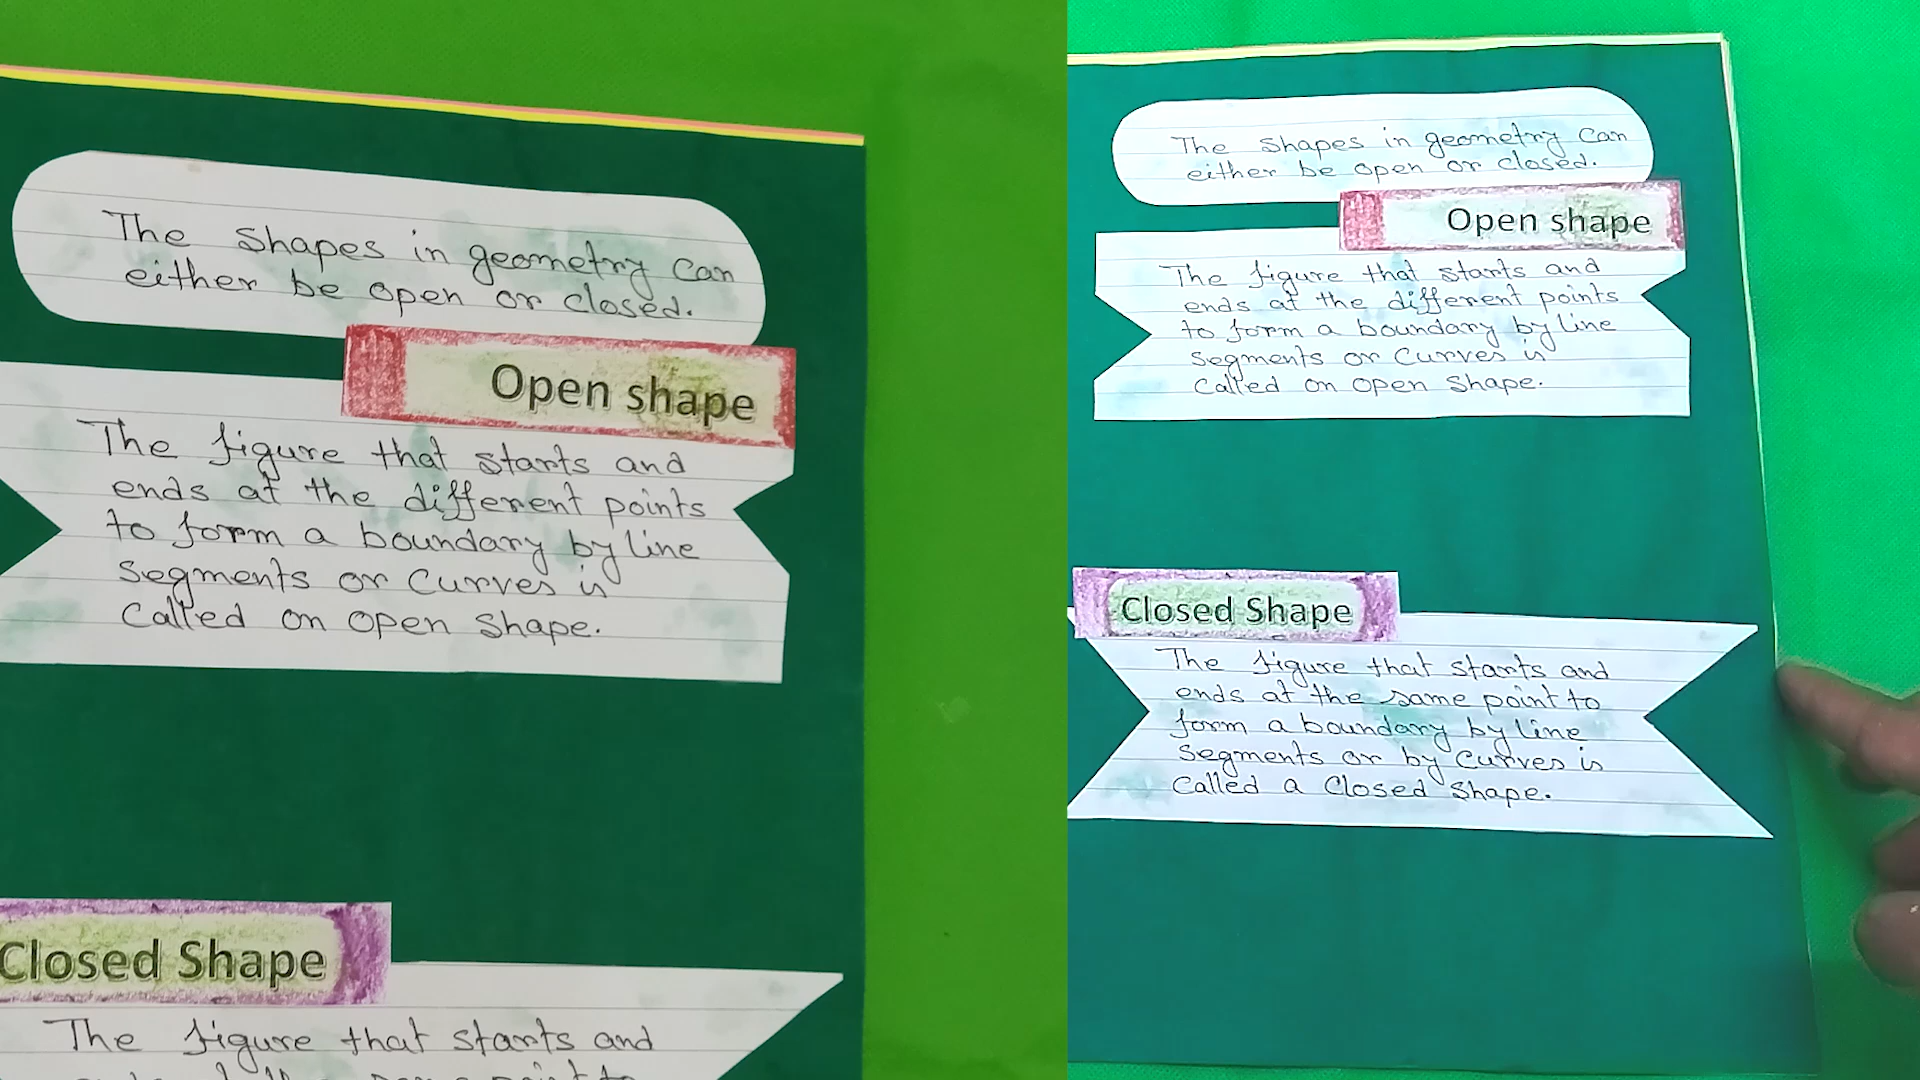 The Shapes in geometry can
either be open or closed.
Open shape
The figure that starts and
ends at the different points
to form a boundary by line
segments or curves is
Called on open shape.
Closed Shape
The figure that starts and
The Shapes in geometry can
either be open or closed.
Open shape
The figure that starts and
ends at the different points
to form a boundary by line
segments or curves is
Called on open shape.
Closed Shape
The figure that starts and
ends at the same point to
form a boundary by line
segments or by curves is
called a closed shape.